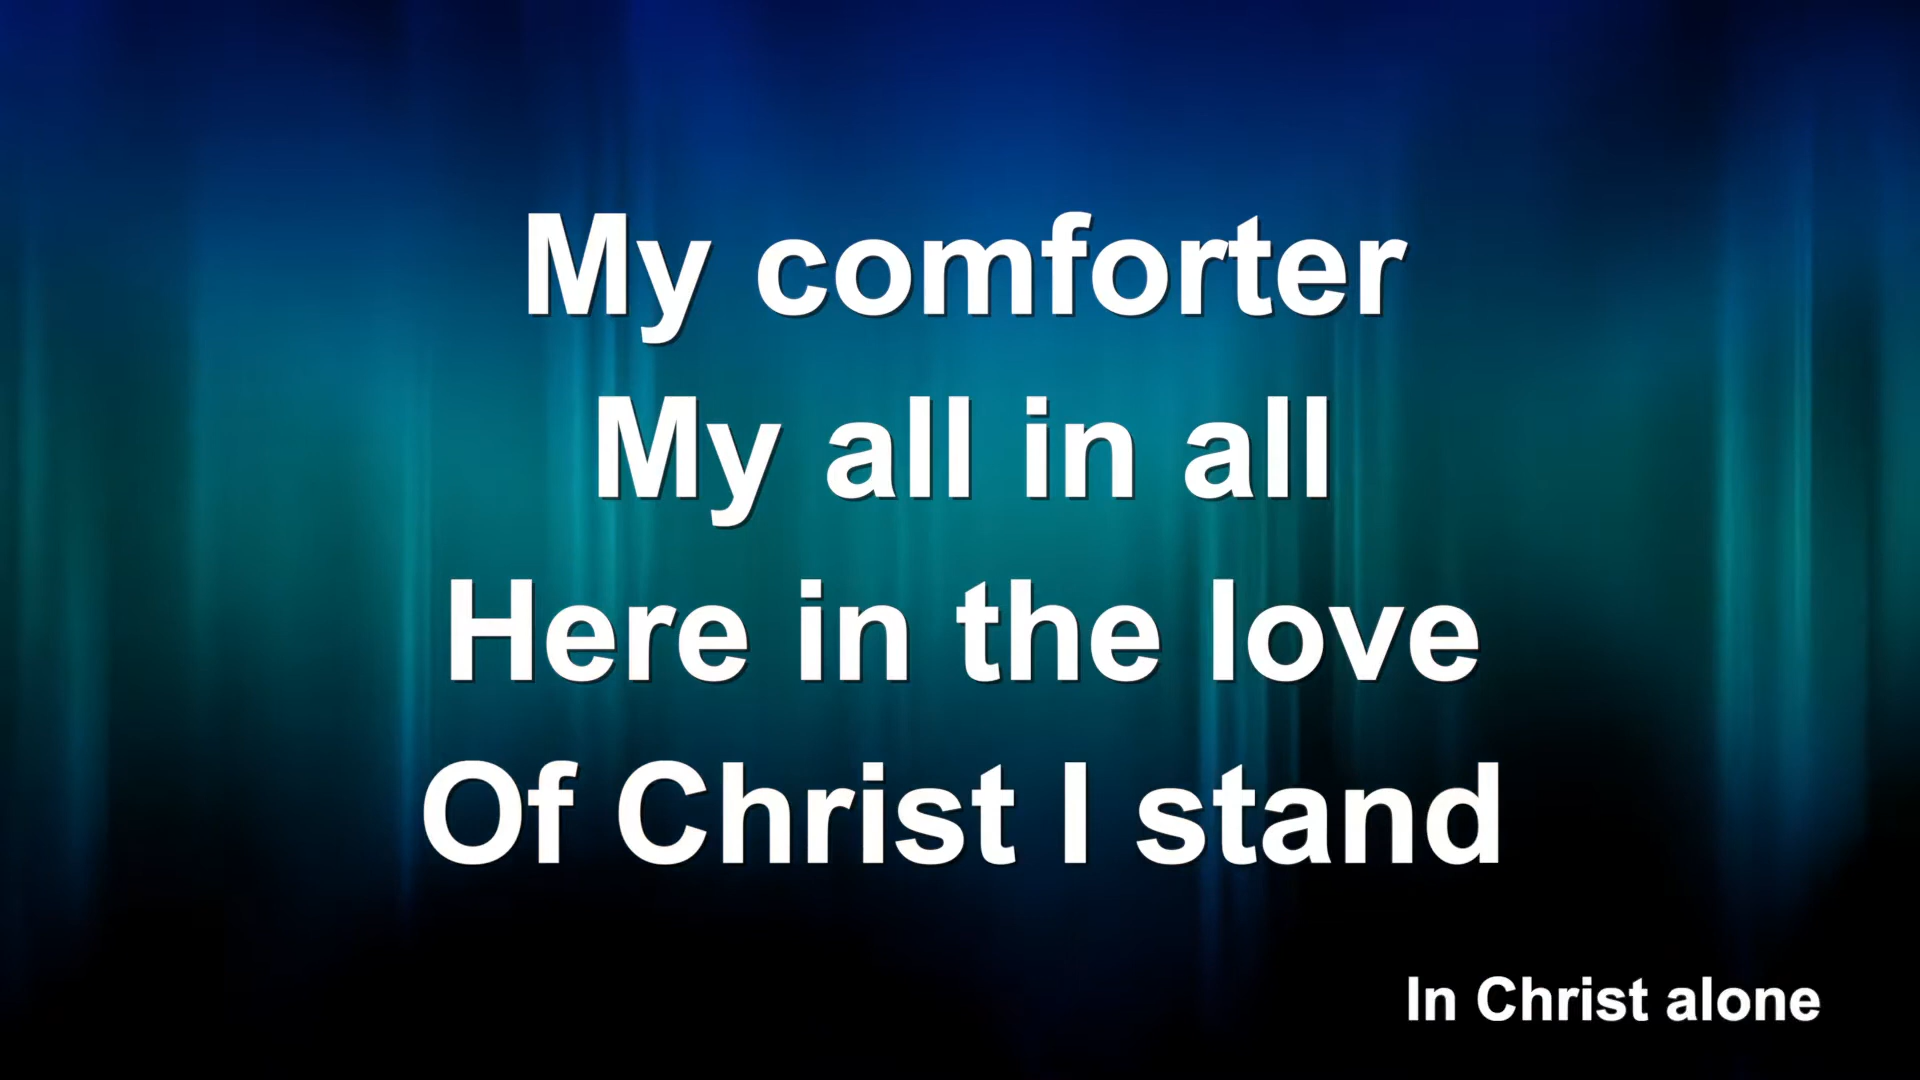 My comforter
My all in all
Here in the love
Of Christ I stand
In Christ alone